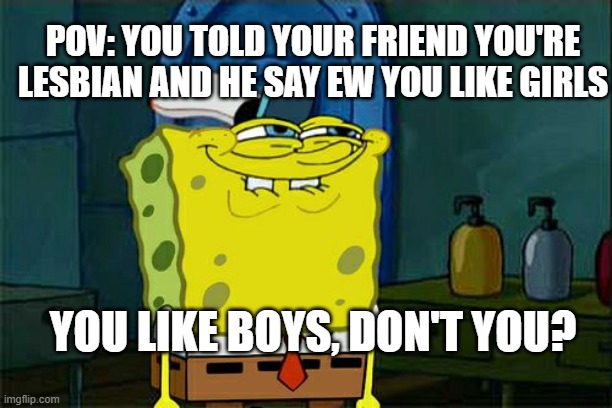 POV: YOU TOLD YOUR FRIEND YOU'RE
LESBIAN AND HE SAY EW YOU LIKE GIRLS
YOU LIKE BOYS, DON'T YOU?
imgflip.com